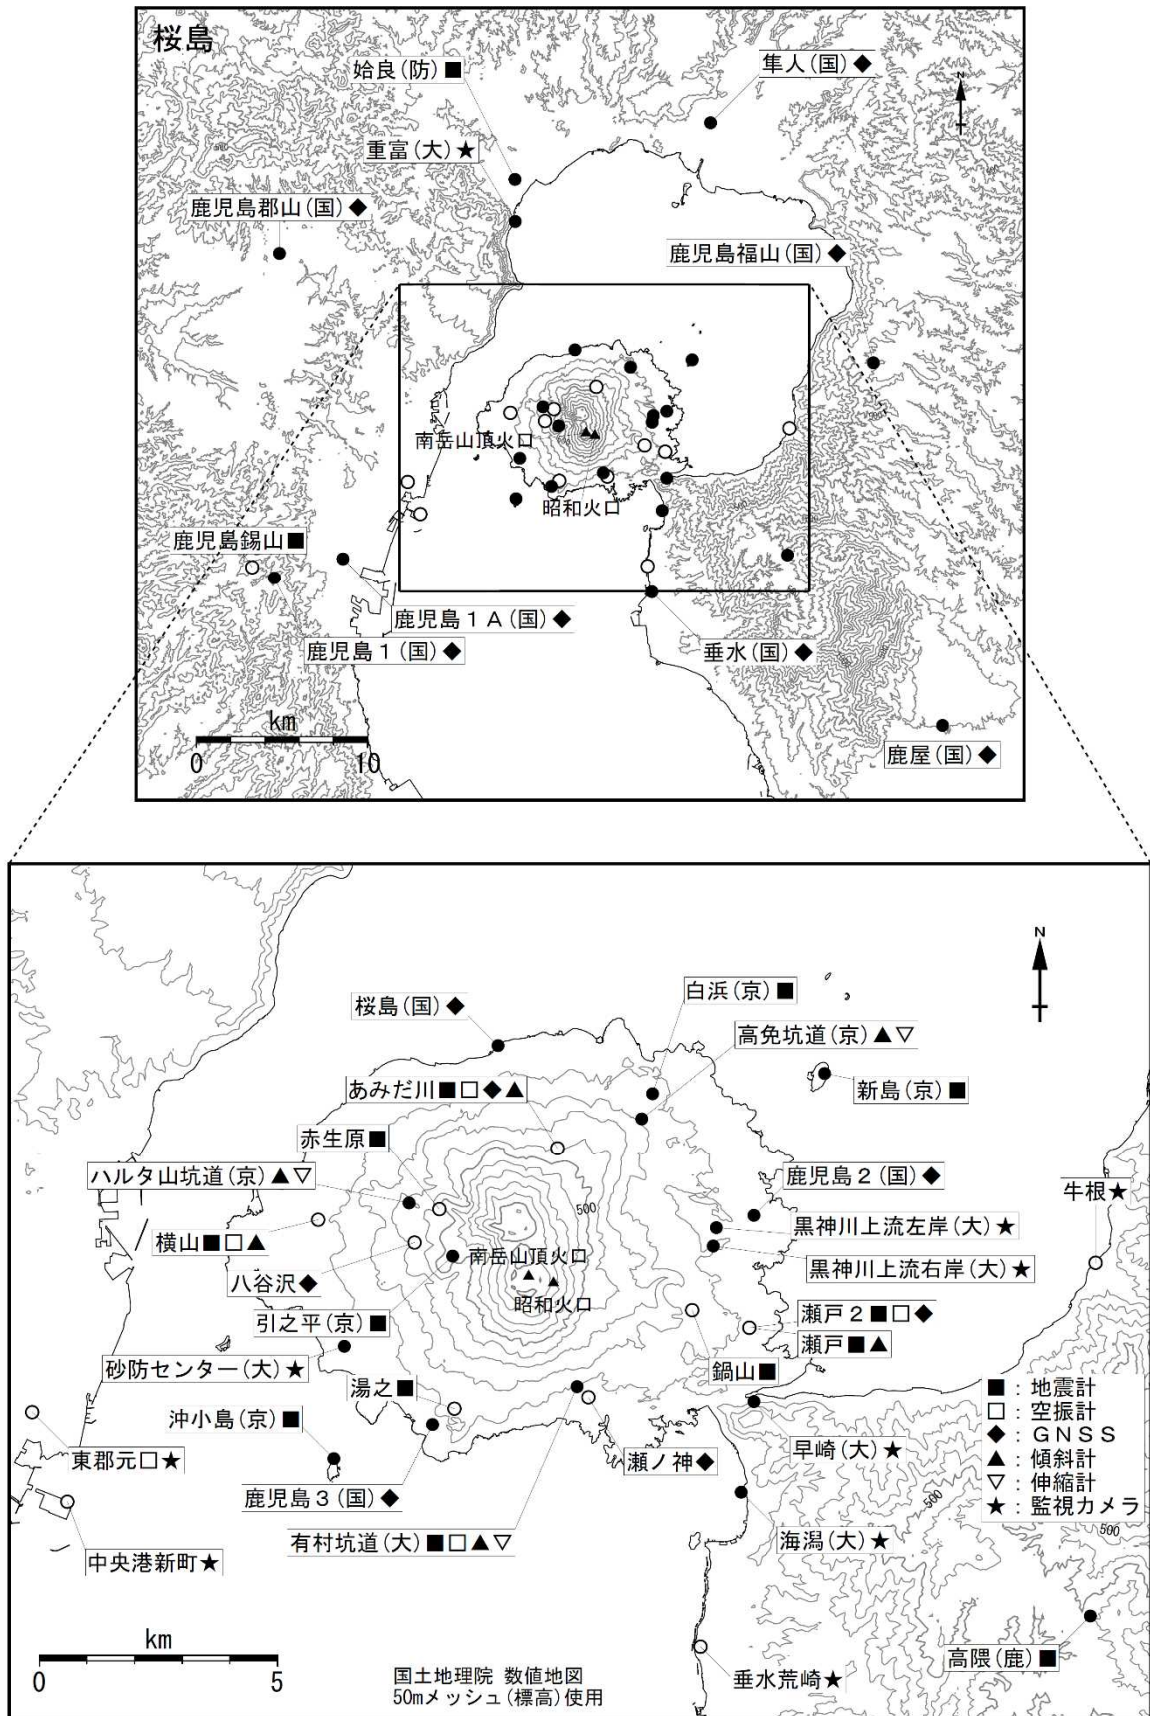 桜島
姶良(防)■
隼人(国)◆
N
重富(大)★
鹿児島郡山(国)◆
鹿児島福山(国)◆
南岳山頂火口
昭和火口
鹿児島錫山■
鹿児島１Ａ(国)◆
鹿児島１(国)◆
垂水(国)◆
km
0 10
鹿屋(国)◆
N
白浜(京)■
桜島(国)◆
高免坑道(京)▲▽
新島(京)■
あみだ川■□◆▲
赤生原■
ハルタ山坑道(京)▲▽
鹿児島２(国)◆
牛根★
500
黒神川上流左岸(大)★
横山■□▲
南岳山頂火口
黒神川上流右岸(大)★
八谷沢◆
昭和火口
引之平(京)■
瀬戸２■□◆
瀬戸■▲
砂防センター(大)★
鍋山■
湯之■
沖小島(京)■
東郡元□★
瀬ノ神◆
早崎(大)★
鹿児島３(国)◆
有村坑道(大)■□▲▽
海潟(大)★
中央港新町★
■：地震計
□：空振計
◆：ＧＮＳＳ
▲：傾斜計
▽：伸縮計
★：監視カメラ
500
500
高隈(鹿)■
垂水荒崎★
km
0 5
国土地理院 数値地図
50mメッシュ(標高)使用